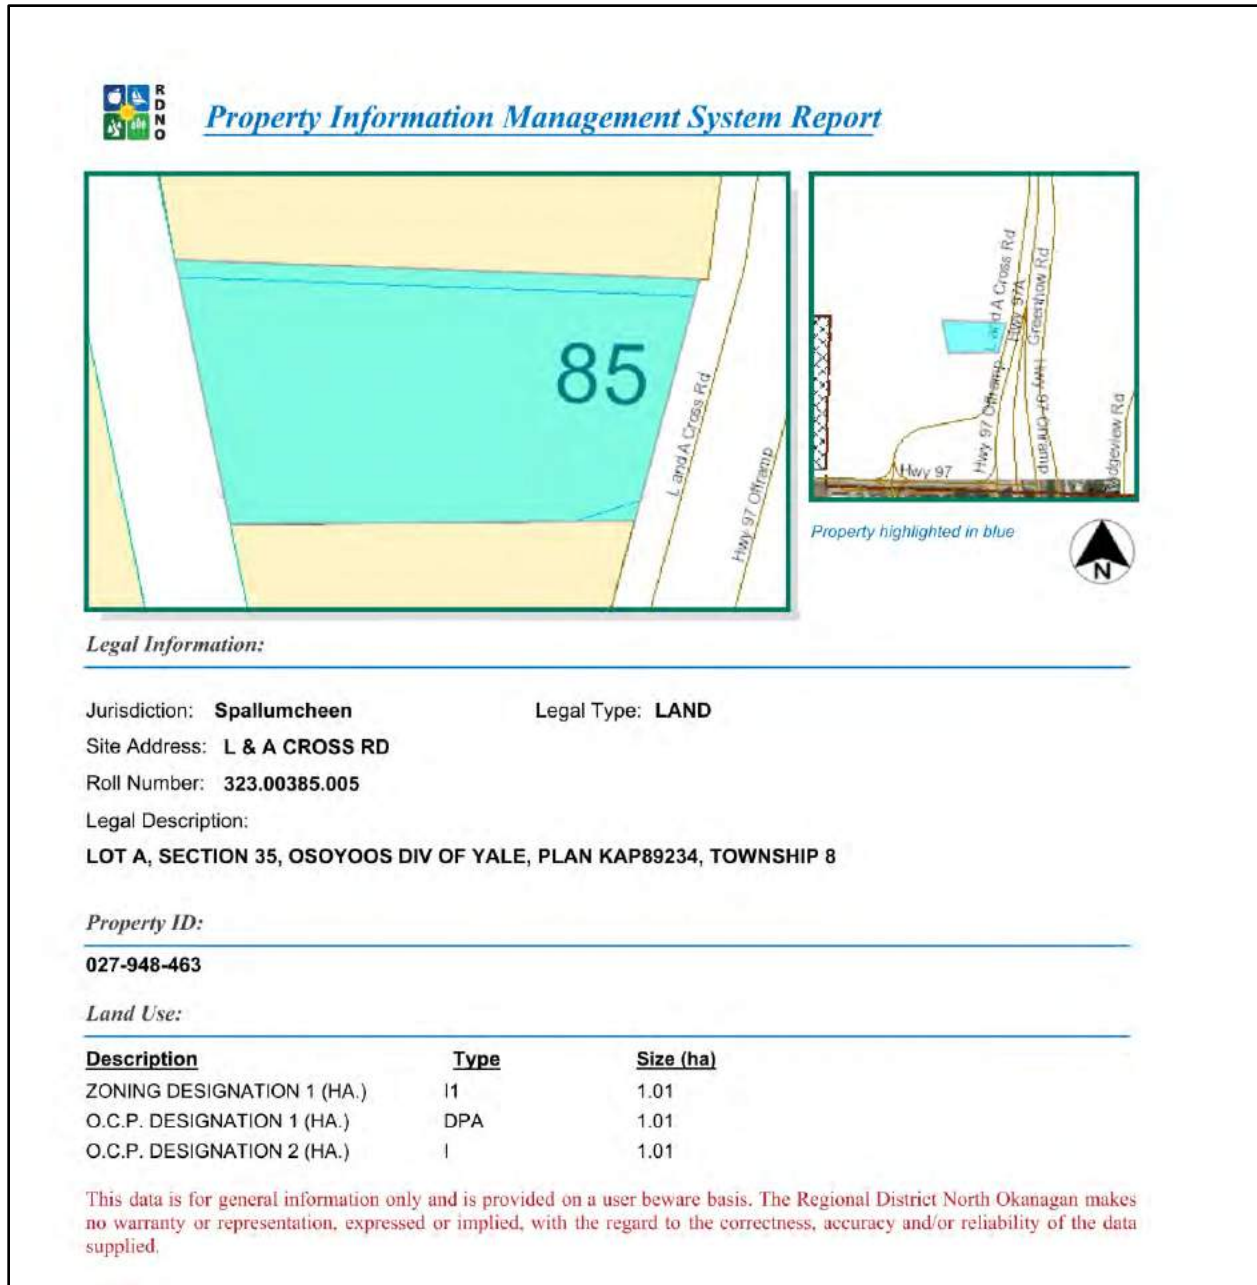 RDNO
Property Information Management System Report
85
L and A Cross Rd
Hwy 97 Offramp
L and A Cross Rd
Hwy 97A
Greenhow Rd
Hwy 97 Offramp
Hwy 97 Onramp
Hwy 97
dgeview Rd
Property highlighted in blue
N
Legal Information:
Jurisdiction: Spallumcheen Legal Type: LAND
Site Address: L & A CROSS RD
Roll Number: 323.00385.005
Legal Description:
LOT A, SECTION 35, OSOYOOS DIV OF YALE, PLAN KAP89234, TOWNSHIP 8
Property ID:
027-948-463
Land Use:
Description Type Size (ha)
ZONING DESIGNATION 1 (HA.) I1 1.01
O.C.P. DESIGNATION 1 (HA.) DPA 1.01
O.C.P. DESIGNATION 2 (HA.) I 1.01
This data is for general information only and is provided on a user beware basis. The Regional District North Okanagan makes
no warranty or representation, expressed or implied, with the regard to the correctness, accuracy and/or reliability of the data
supplied.